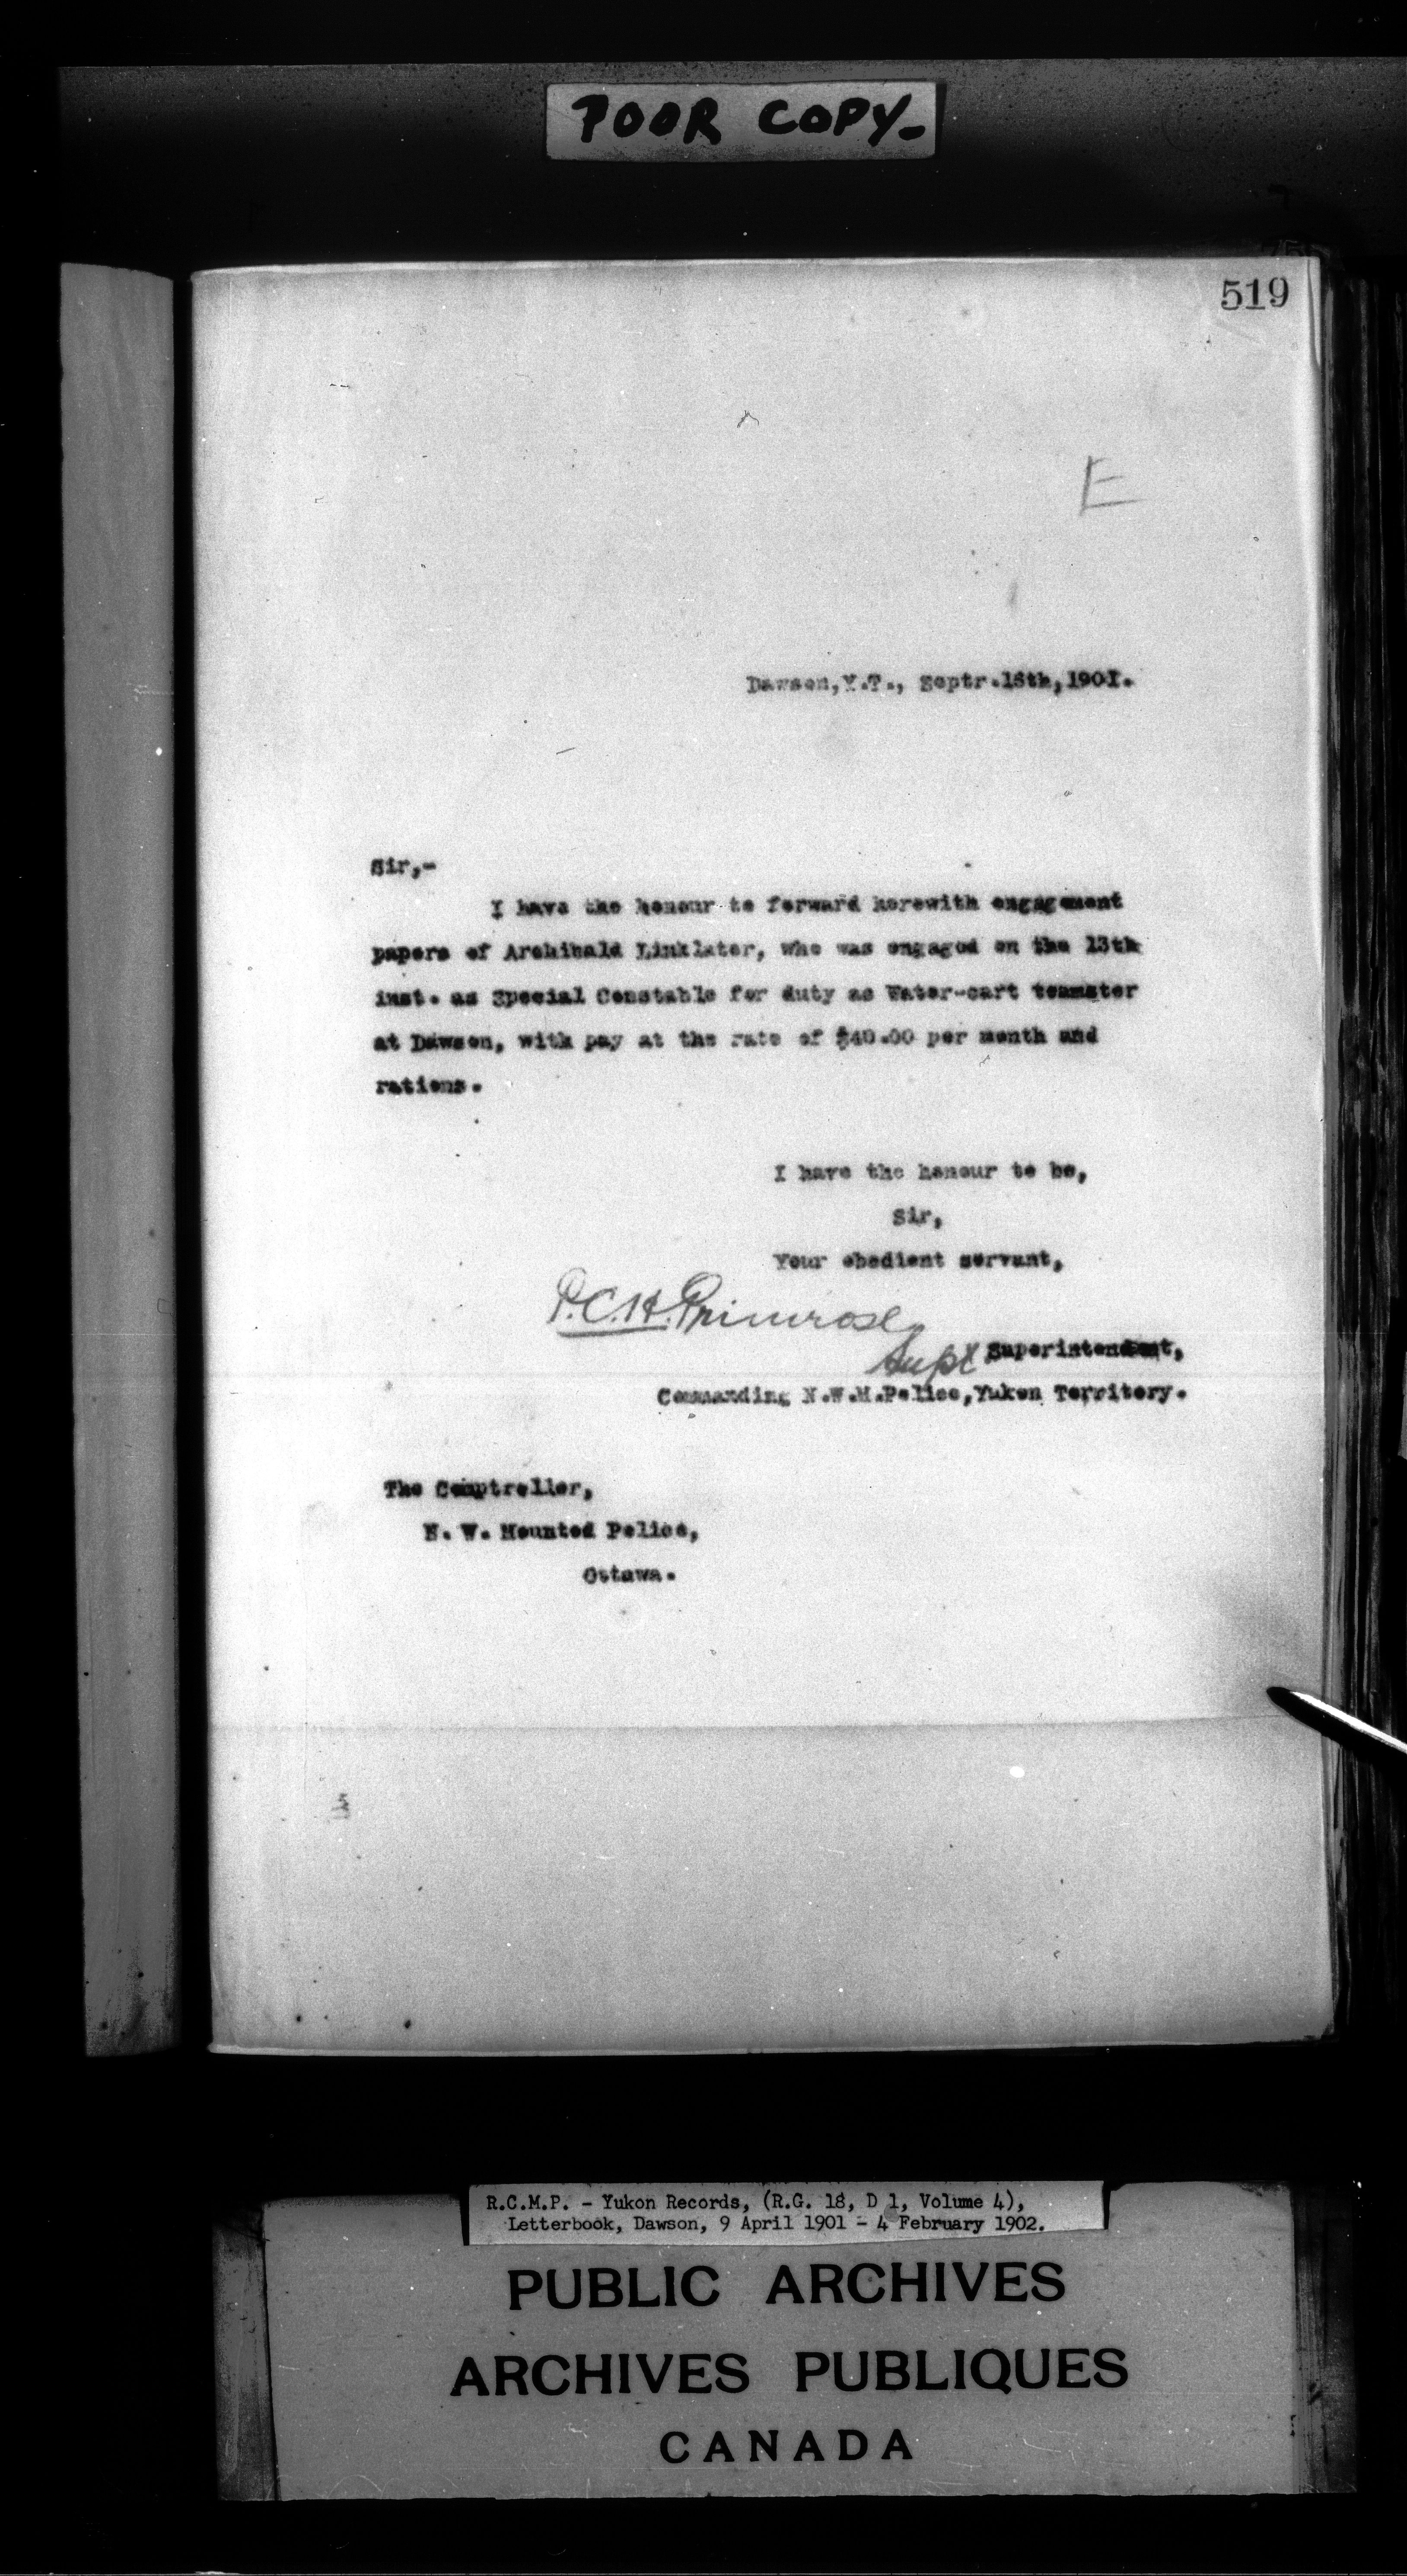 POOR COPY-
519
E
Dawson, Y.T., Septr. 18th, 1901.
Sir,-
I have the honour to forward herewith engagement
papers of Archibald Linklater, who was engaged on the 13th
inst. as Special Constable for duty as Water-cart teamster
at Dawson, with pay at the rate of $40.00 per month and
rations.
I have the honour to be,
Sir,
Your obedient servant,
P.C.H. Primrose
Supt Superintendent,
Commanding N.W.M.Police, Yukon Territory.
The Comptroller,
N. W. Mounted Police,
Ottawa.
R.C.M.P. - Yukon Records, (R.G. 18, D 1, Volume 4),
Letterbook, Dawson, 9 April 1901 - 4 February 1902.
PUBLIC ARCHIVES
ARCHIVES PUBLIQUES
CANADA